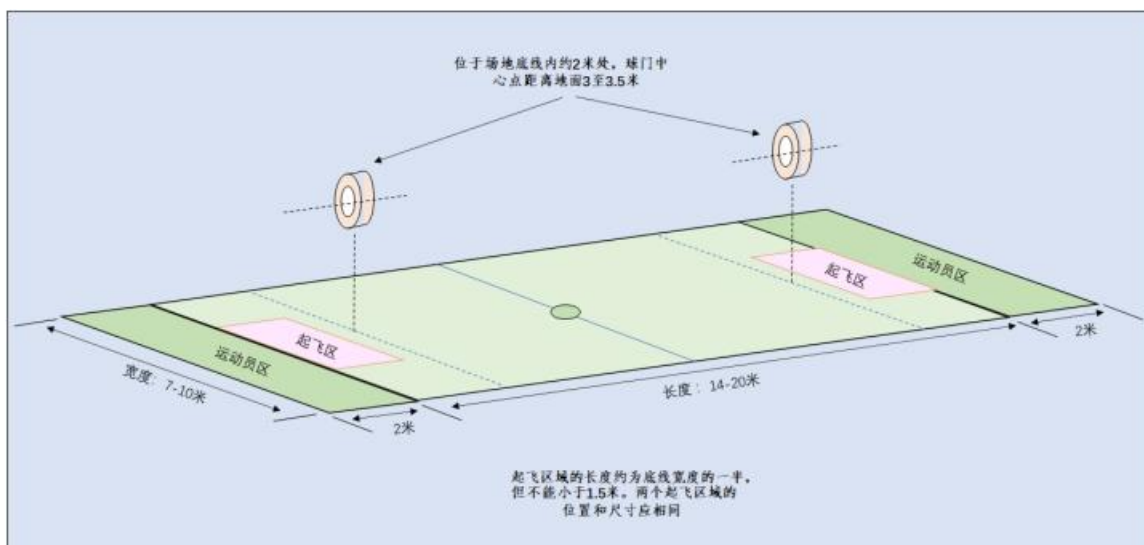 位于场地底线内约2米处，球门中
心点距离地面3至3.5米
运动员区
起飞区
起飞区
运动员区
2米
宽度：7-10米
长度：14-20米
2米
起飞区域的长度约为底线宽度的一半，
但不能小于1.5米。两个起飞区域的
位置和尺寸应相同